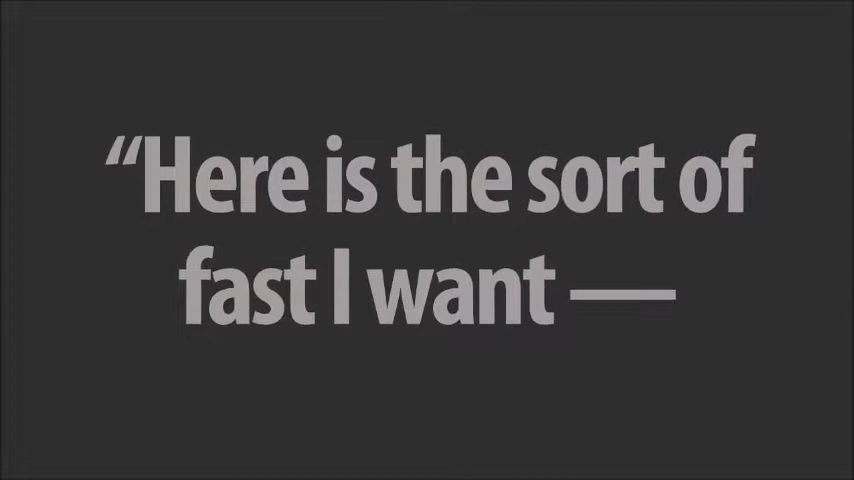 “Here is the sort of
fast I want —